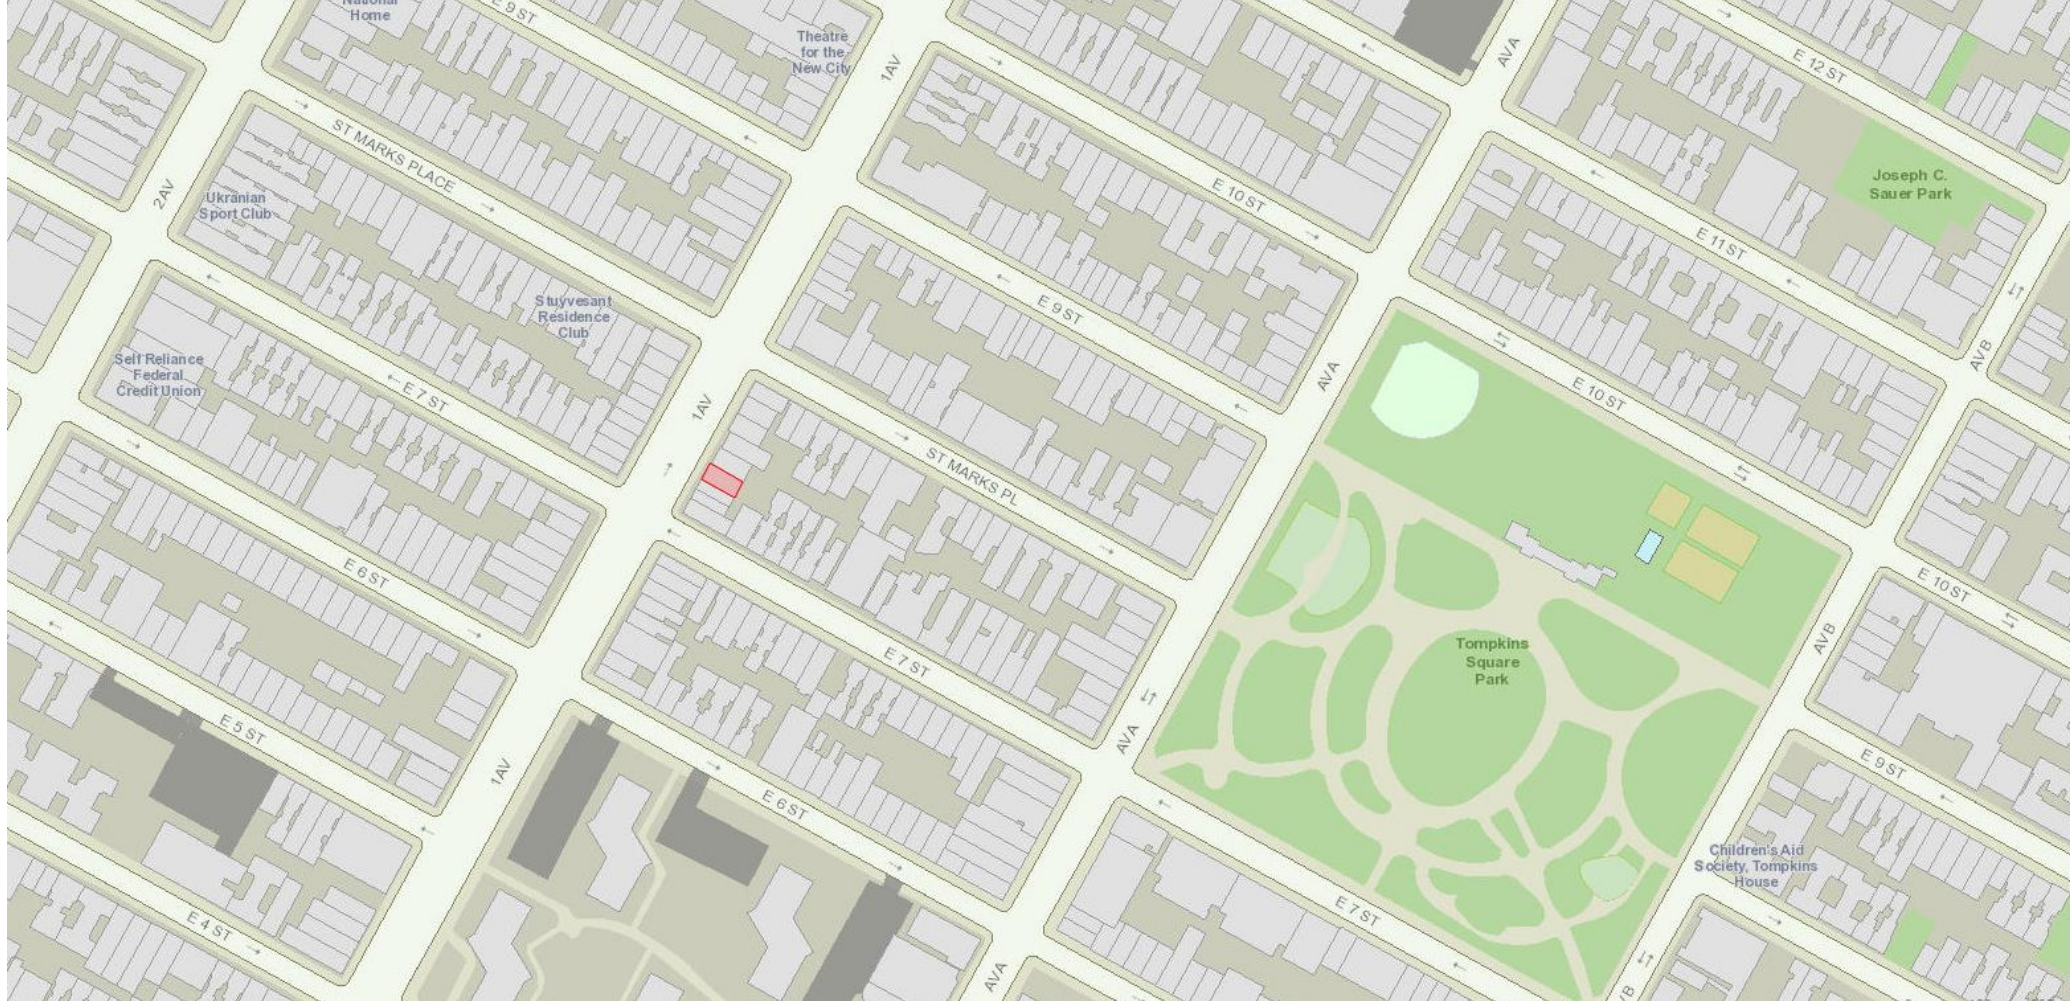 National
Home
E 9 ST
Theatre
for the
New City
1AV
AVA
E 12 ST
ST MARKS PLACE
2AV
Ukranian
Sport Club
E 10 ST
Joseph C.
Sauer Park
E 11 ST
Stuyvesant
Residence
Club
E 9 ST
AVB
Self Reliance
Federal
Credit Union
E 7 ST
1AV
AVA
E 10 ST
ST MARKS PL
E 6 ST
E 10 ST
AVB
Tompkins
Square
Park
E 7 ST
E 5 ST
AVA
1AV
E 6 ST
E 9 ST
Children's Aid
Society, Tompkins
House
E 4 ST
E 7 ST
AVA